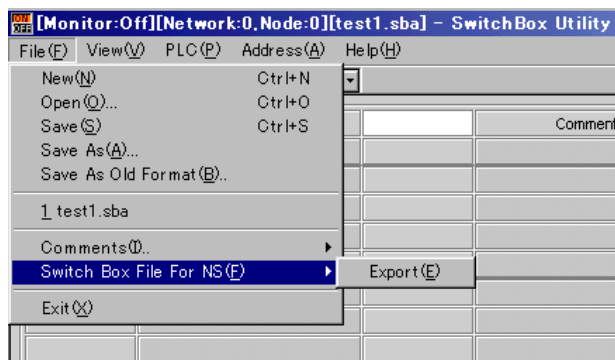 [Monitor:Off][Network:0,Node:0][test1.sba] - SwitchBox Utility
File(F) View(V) PLC(P) Address(A) Help(H)
New(N) Ctrl+N
Open(O)... Ctrl+O
Save(S) Ctrl+S
Save As(A)...
Save As Old Format(B)..
1 test1.sba
Comments(I)..
Switch Box File For NS(F)
Export(E)
Exit(X)
Comment